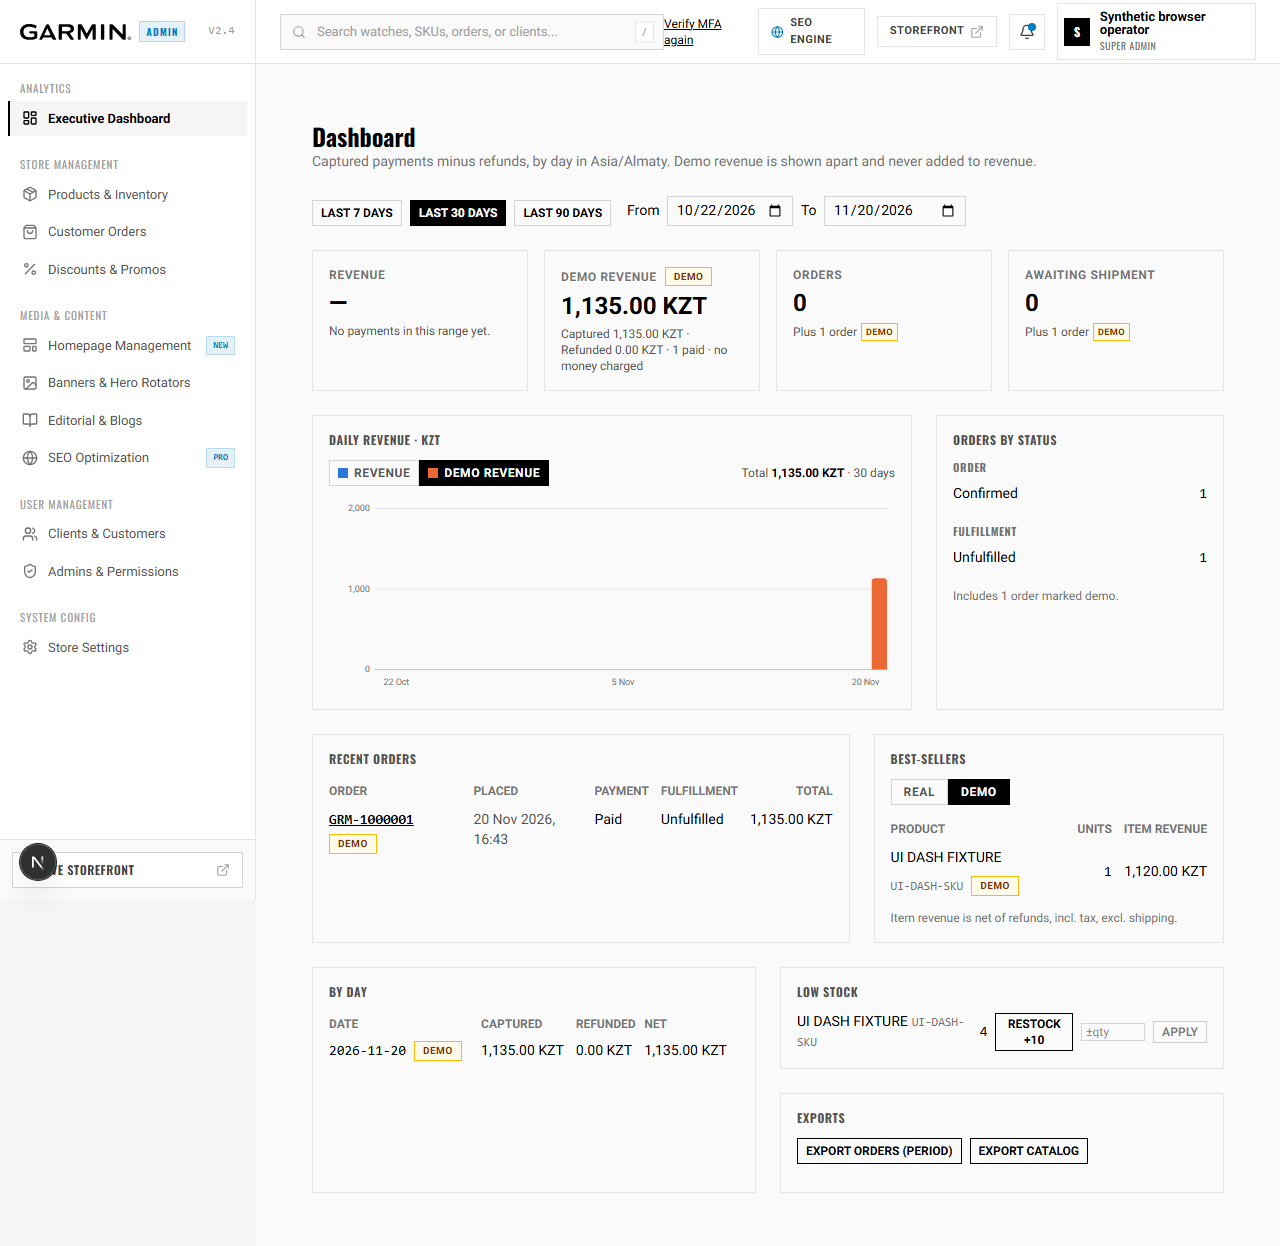 GARMIN. ADMIN V2.4
Search watches, SKUs, orders, or clients... /
Verify MFA again
SEO ENGINE
STOREFRONT
S
Synthetic browser operator
SUPER ADMIN
ANALYTICS
Executive Dashboard
STORE MANAGEMENT
Products & Inventory
Customer Orders
Discounts & Promos
MEDIA & CONTENT
Homepage Management NEW
Banners & Hero Rotators
Editorial & Blogs
SEO Optimization PRO
USER MANAGEMENT
Clients & Customers
Admins & Permissions
SYSTEM CONFIG
Store Settings
N
STOREFRONT
Dashboard
Captured payments minus refunds, by day in Asia/Almaty. Demo revenue is shown apart and never added to revenue.
LAST 7 DAYS LAST 30 DAYS LAST 90 DAYS From 10/22/2026 To 11/20/2026
REVENUE
—
No payments in this range yet.
DEMO REVENUE DEMO
1,135.00 KZT
Captured 1,135.00 KZT ·
Refunded 0.00 KZT · 1 paid · no
money charged
ORDERS
0
Plus 1 order DEMO
AWAITING SHIPMENT
0
Plus 1 order DEMO
DAILY REVENUE · KZT
REVENUE DEMO REVENUE Total 1,135.00 KZT · 30 days
2,000
1,000
0
22 Oct 5 Nov 20 Nov
ORDERS BY STATUS
ORDER
Confirmed 1
FULFILLMENT
Unfulfilled 1
Includes 1 order marked demo.
RECENT ORDERS
ORDER PLACED PAYMENT FULFILLMENT TOTAL
GRM-1000001 20 Nov 2026, Paid Unfulfilled 1,135.00 KZT
DEMO 16:43
BEST-SELLERS
REAL DEMO
PRODUCT UNITS ITEM REVENUE
UI DASH FIXTURE
UI-DASH-SKU DEMO 1 1,120.00 KZT
Item revenue is net of refunds, incl. tax, excl. shipping.
BY DAY
DATE CAPTURED REFUNDED NET
2026-11-20 DEMO 1,135.00 KZT 0.00 KZT 1,135.00 KZT
LOW STOCK
UI DASH FIXTURE UI-DASH-
SKU
4
RESTOCK
+10
±qty
APPLY
EXPORTS
EXPORT ORDERS (PERIOD) EXPORT CATALOG